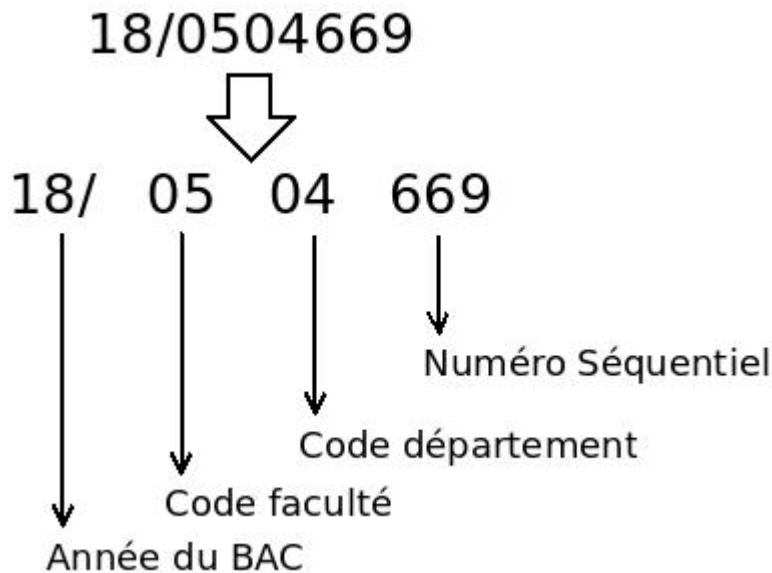 18/0504669
18/ 05 04 669
Numéro Séquentiel
Code département
Code faculté
Année du BAC